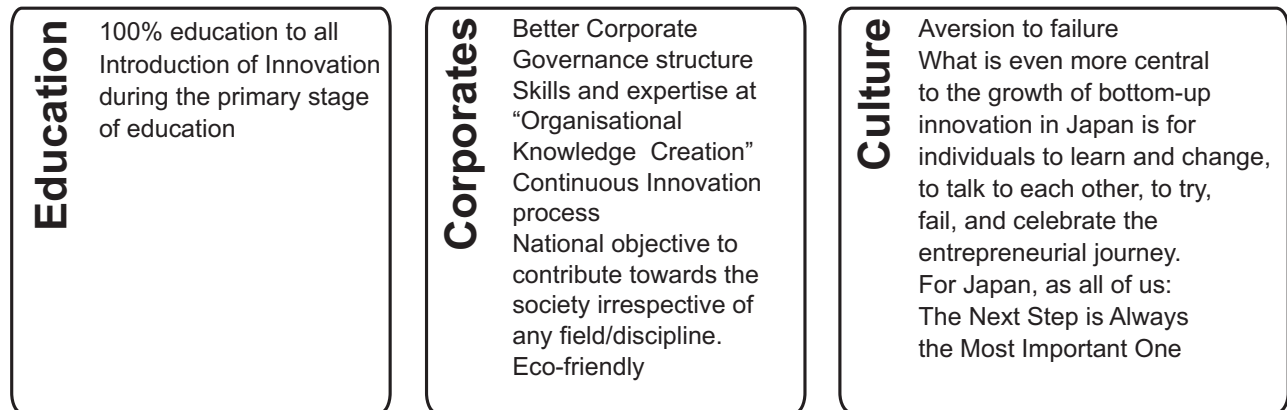 Education
100% education to all
Introduction of Innovation
during the primary stage
of education
Corporates
Better Corporate
Governance structure
Skills and expertise at
“Organisational
Knowledge  Creation”
Continuous Innovation
process
National objective to
contribute towards the
society irrespective of
any field/discipline.
Eco-friendly
Culture
Aversion to failure
What is even more central
to the growth of bottom-up
innovation in Japan is for
individuals to learn and change,
to talk to each other, to try,
fail, and celebrate the
entrepreneurial journey.
For Japan, as all of us:
The Next Step is Always
the Most Important One